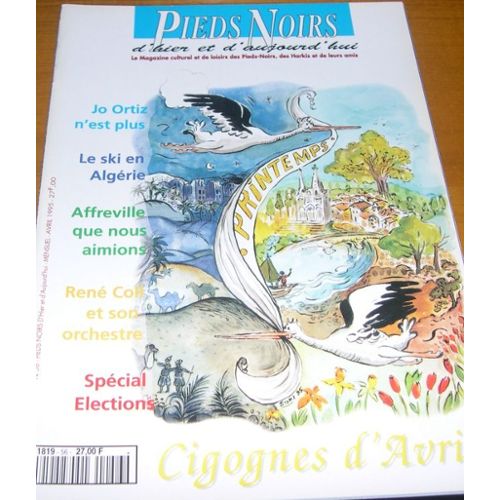 PIEDS NOIRS
d'hier et d'aujourd'hui
Le Magazine culturel et de loisirs des Pieds-Noirs, des Harkis et de leurs amis
Jo Ortiz
n'est plus
Le ski en
Algérie
Affreville
que nous
aimions
René Coll
et son
orchestre
Spécial
Elections
PRINTEMPS
PIEDS NOIRS D'Hier et d'Aujourd'hui - MENSUEL - AVRIL 1995 - 27F,00
1819 - 56 - 27,00 F
Cigognes d'Avri